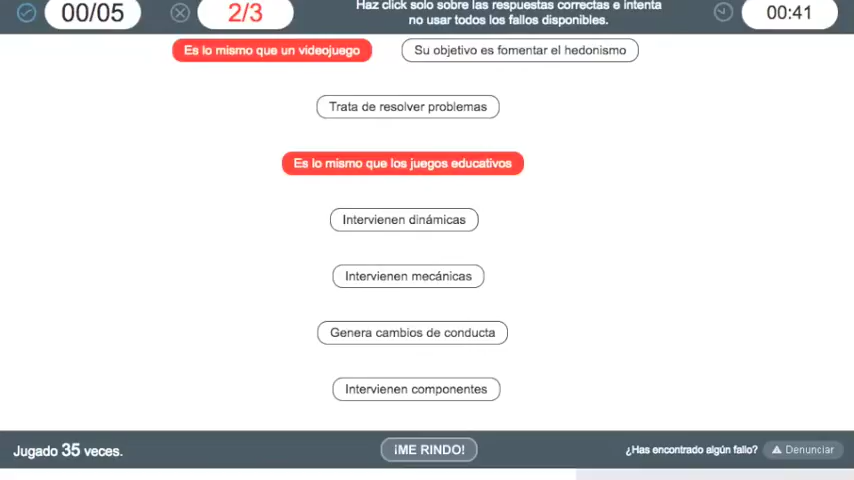 00/05
2/3
Haz click solo sobre las respuestas correctas e intenta
no usar todos los fallos disponibles.
00:41
Es lo mismo que un videojuego
Su objetivo es fomentar el hedonismo
Trata de resolver problemas
Es lo mismo que los juegos educativos
Intervienen dinámicas
Intervienen mecánicas
Genera cambios de conducta
Intervienen componentes
Jugado 35 veces.
¡ME RINDO!
¿Has encontrado algún fallo?
Denunciar